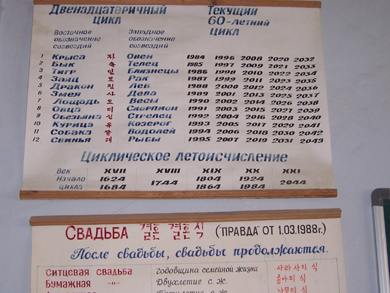 Двенадцатеричный Текущий
цикл 60-летний
Восточное Западное цикл
обозначение обозначение
созвездий созвездий
1 Крыса 자 Овен 1984 1996 2008 2020 2032
2 Бык 축 Телец 1985 1997 2009 2021 2033
3 Тигр 인 Близнецы 1986 1998 2010 2022 2034
4 Заяц 묘 Рак 1987 1999 2011 2023 2035
5 Дракон 진 Лев 1988 2000 2012 2024 2036
6 Змея 사 Дева 1989 2001 2013 2025 2037
7 Лошадь 오 Весы 1990 2002 2014 2026 2038
8 Овца 미 Скорпион 1991 2003 2015 2027 2039
9 Обезьяна 신 Стрелец 1992 2004 2016 2028 2040
10 Курица 유 Козерог 1993 2005 2017 2029 2041
11 Собака Водолей 1994 2006 2018 2030 2042
12 Свинья Рыбы 1995 2007 2019 2031 2043
Циклическое летоисчисление
Век XVII XVIII XIX XX XXI
Начало 1624 1744 1804 1924 2044
цикла 1684 1864 1984
Свадьба 결혼 결혼식 ("Правда" от 1.03.1988г.)
После свадьбы, свадьбы продолжаются.
Ситцевая свадьба Годовщина семейной жизни
Бумажная -"- Двухлетие с. ж.